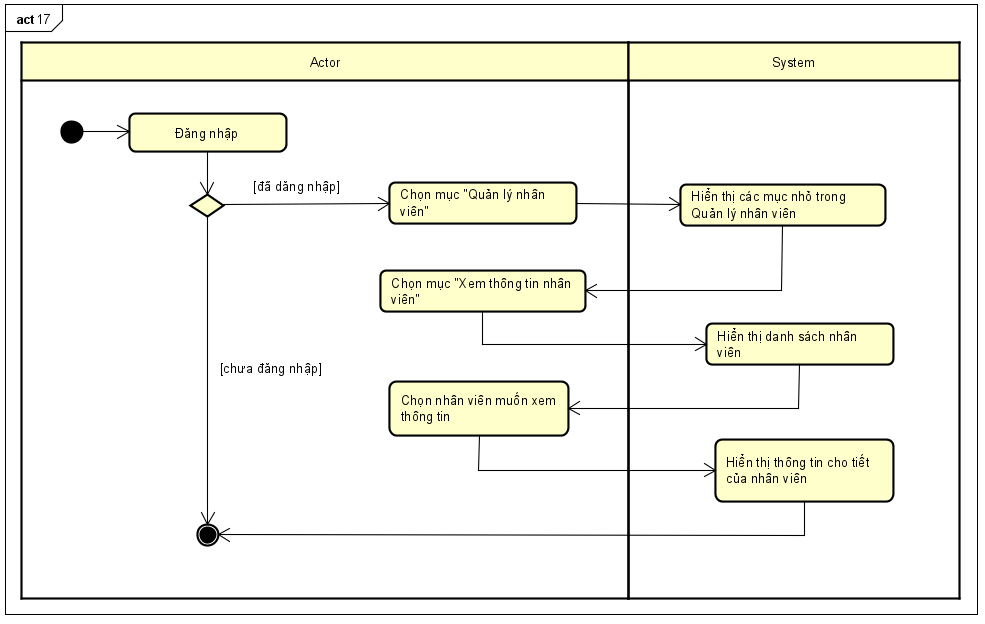 act 17
Actor
System
Đăng nhập
[đã dăng nhập]
Chọn mục "Quản lý nhân
viên"
Hiển thị các mục nhỏ trong
Quản lý nhân viên
Chọn mục "Xem thông tin nhân
viên"
Hiển thị danh sách nhân
viên
[chưa đăng nhập]
Chọn nhân viên muốn xem
thông tin
Hiển thị thông tin cho tiết
của nhân viên